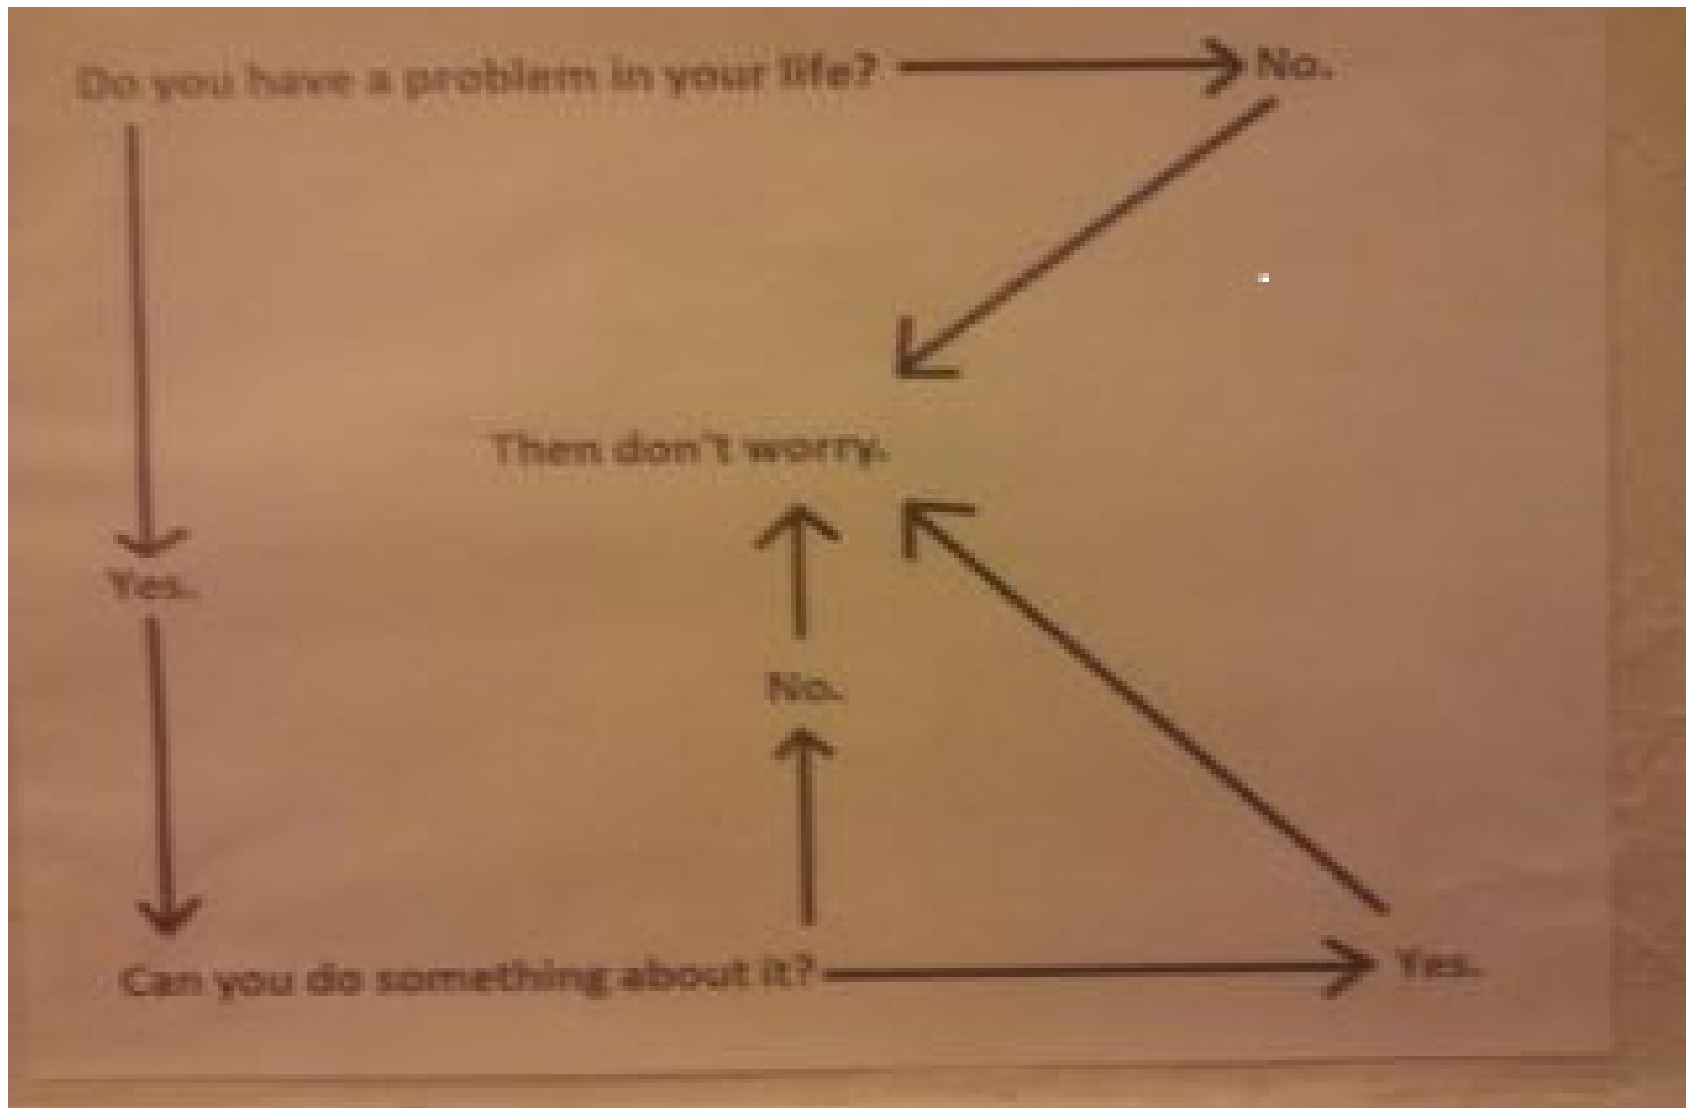 Do you have a problem in your life?
No.
Then don't worry.
Yes.
No.
Can you do something about it?
Yes.